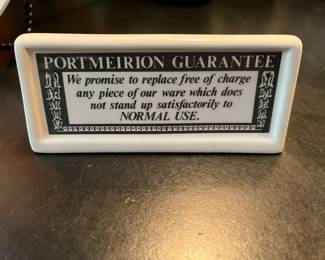 PORTMEIRION GUARANTEE
We promise to replace free of charge
any piece of our ware which does
not stand up satisfactorily to
NORMAL USE.